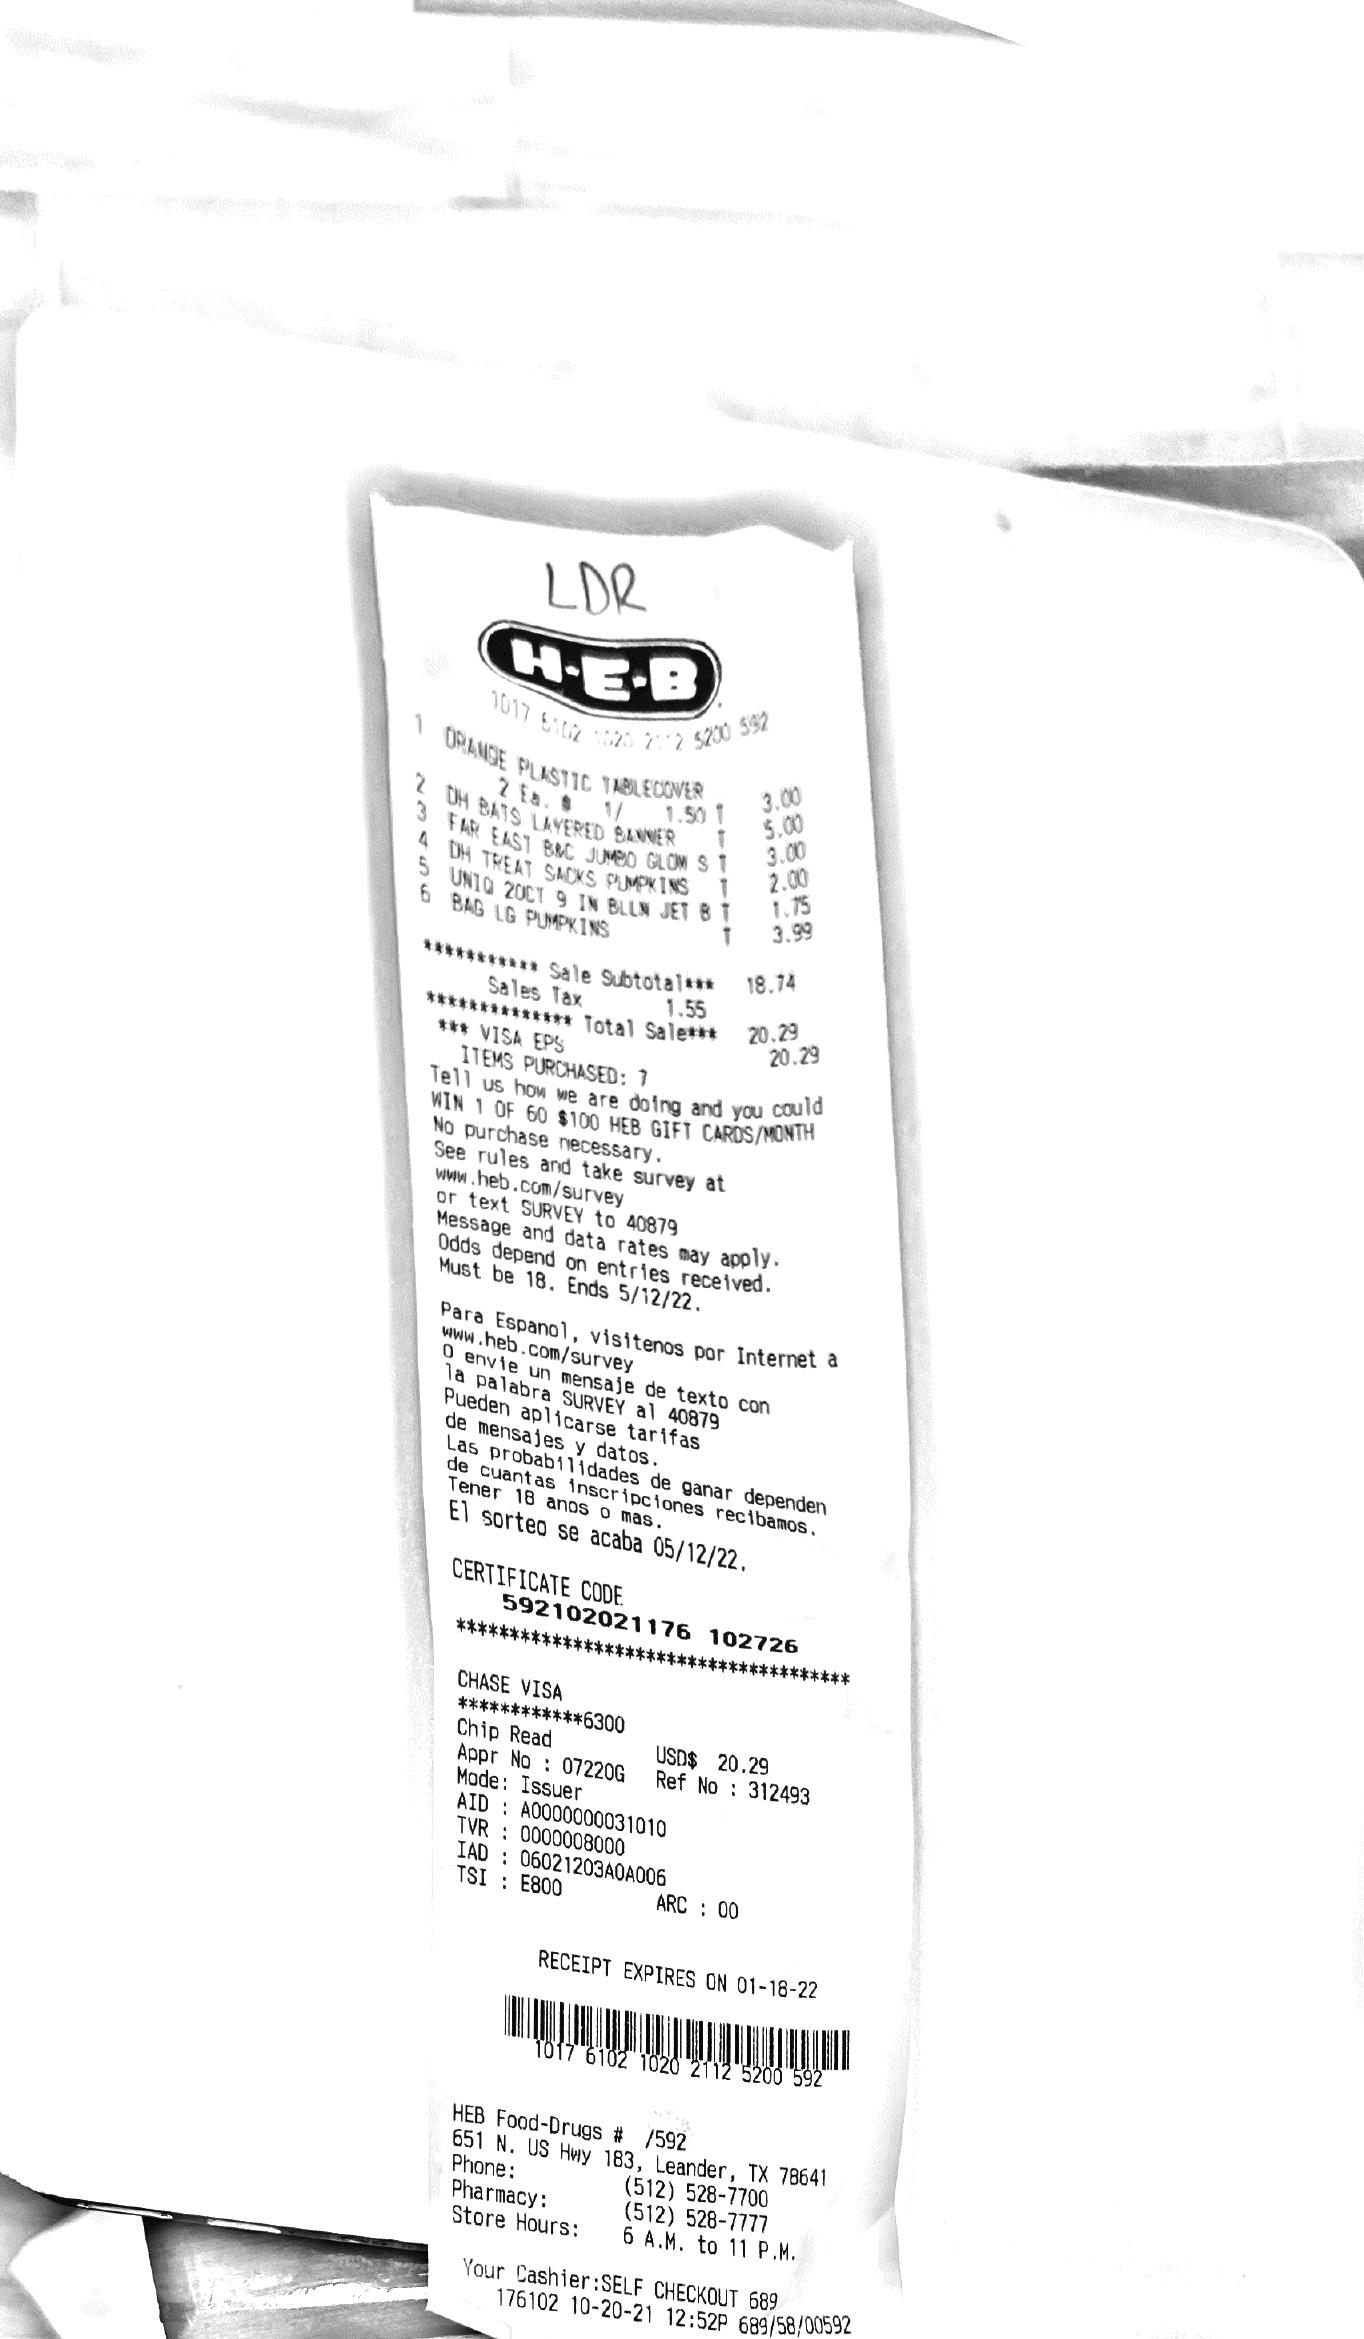 LDR
H-E-B
1017 6102 1020 2112 5200 592
1 ORANGE PLASTIC TABLECOVER
2 Ea. @ 1/ 1.50 T 3.00
2 DH BATS LAYERED BANNER T 5.00
3 FAR EAST B&C JUMBO GLOW S T 3.00
4 DH TREAT SACKS PUMPKINS T 2.00
5 UNIQ 20CT 9 IN BLLN JET B T 1.75
6 BAG LG PUMPKINS T 3.99
*********** Sale Subtotal*** 18.74
Sales Tax 1.55
************** Total Sale*** 20.29
*** VISA EPS 20.29
ITEMS PURCHASED: 7
Tell us how we are doing and you could
WIN 1 OF 60 $100 HEB GIFT CARDS/MONTH
No purchase necessary.
See rules and take survey at
www.heb.com/survey
or text SURVEY to 40879
Message and data rates may apply.
Odds depend on entries received.
Must be 18. Ends 5/12/22.
Para Espanol, visitenos por Internet a
www.heb.com/survey
O envie un mensaje de texto con
la palabra SURVEY al 40879
Pueden aplicarse tarifas
de mensajes y datos.
Las probabilidades de ganar dependen
de cuantas inscripciones recibamos.
Tener 18 anos o mas.
El sorteo se acaba 05/12/22.
CERTIFICATE CODE
592102021176 102726
*************************************
CHASE VISA
************6300
Chip Read USD$ 20.29
Appr No : 07220G Ref No : 312493
Mode: Issuer
AID : A0000000031010
TVR : 0000008000
IAD : 06021203A0A006
TSI : E800 ARC : 00
RECEIPT EXPIRES ON 01-18-22
1017 6102 1020 2112 5200 592
HEB Food-Drugs # /592
651 N. US Hwy 183, Leander, TX 78641
Phone: (512) 528-7700
Pharmacy: (512) 528-7777
Store Hours: 6 A.M. to 11 P.M.
Your Cashier:SELF CHECKOUT 689
176102 10-20-21 12:52P 689/58/00592